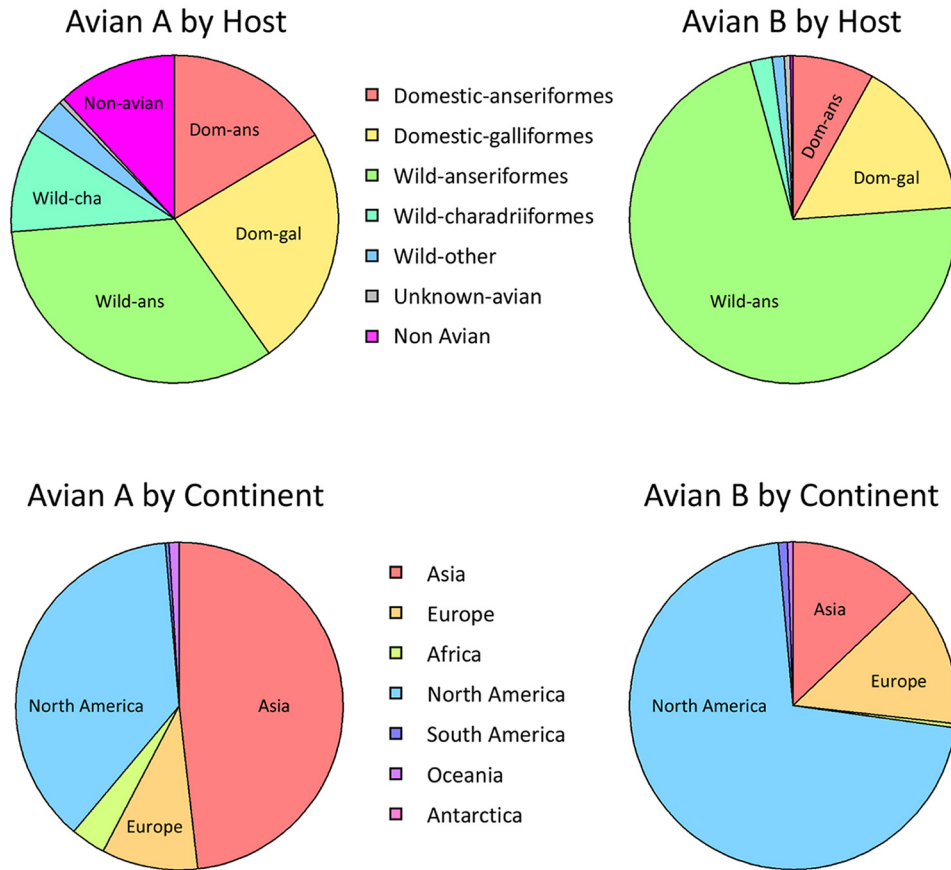 Avian A by Host
Avian B by Host
Non-avian
Dom-ans
Wild-cha
Dom-gal
Wild-ans
Domestic-anseriformes
Domestic-galliformes
Wild-anseriformes
Wild-charadriiformes
Wild-other
Unknown-avian
Non Avian
Dom-ans
Dom-gal
Wild-ans
Avian A by Continent
Avian B by Continent
North America
Asia
Europe
Asia
Europe
Africa
North America
South America
Oceania
Antarctica
Asia
Europe
North America